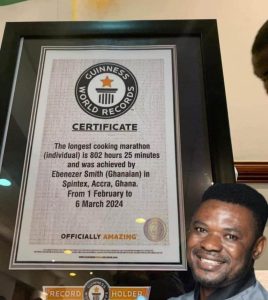 GUINNESS
WORLD RECORDS
CERTIFICATE
The longest cooking marathon
(individual) is 802 hours 25 minutes
and was achieved by
Ebenezer Smith (Ghanaian) in
Spintex, Accra, Ghana.
From 1 February to
6 March 2024
OFFICIALLY AMAZING
RECORD HOLDER